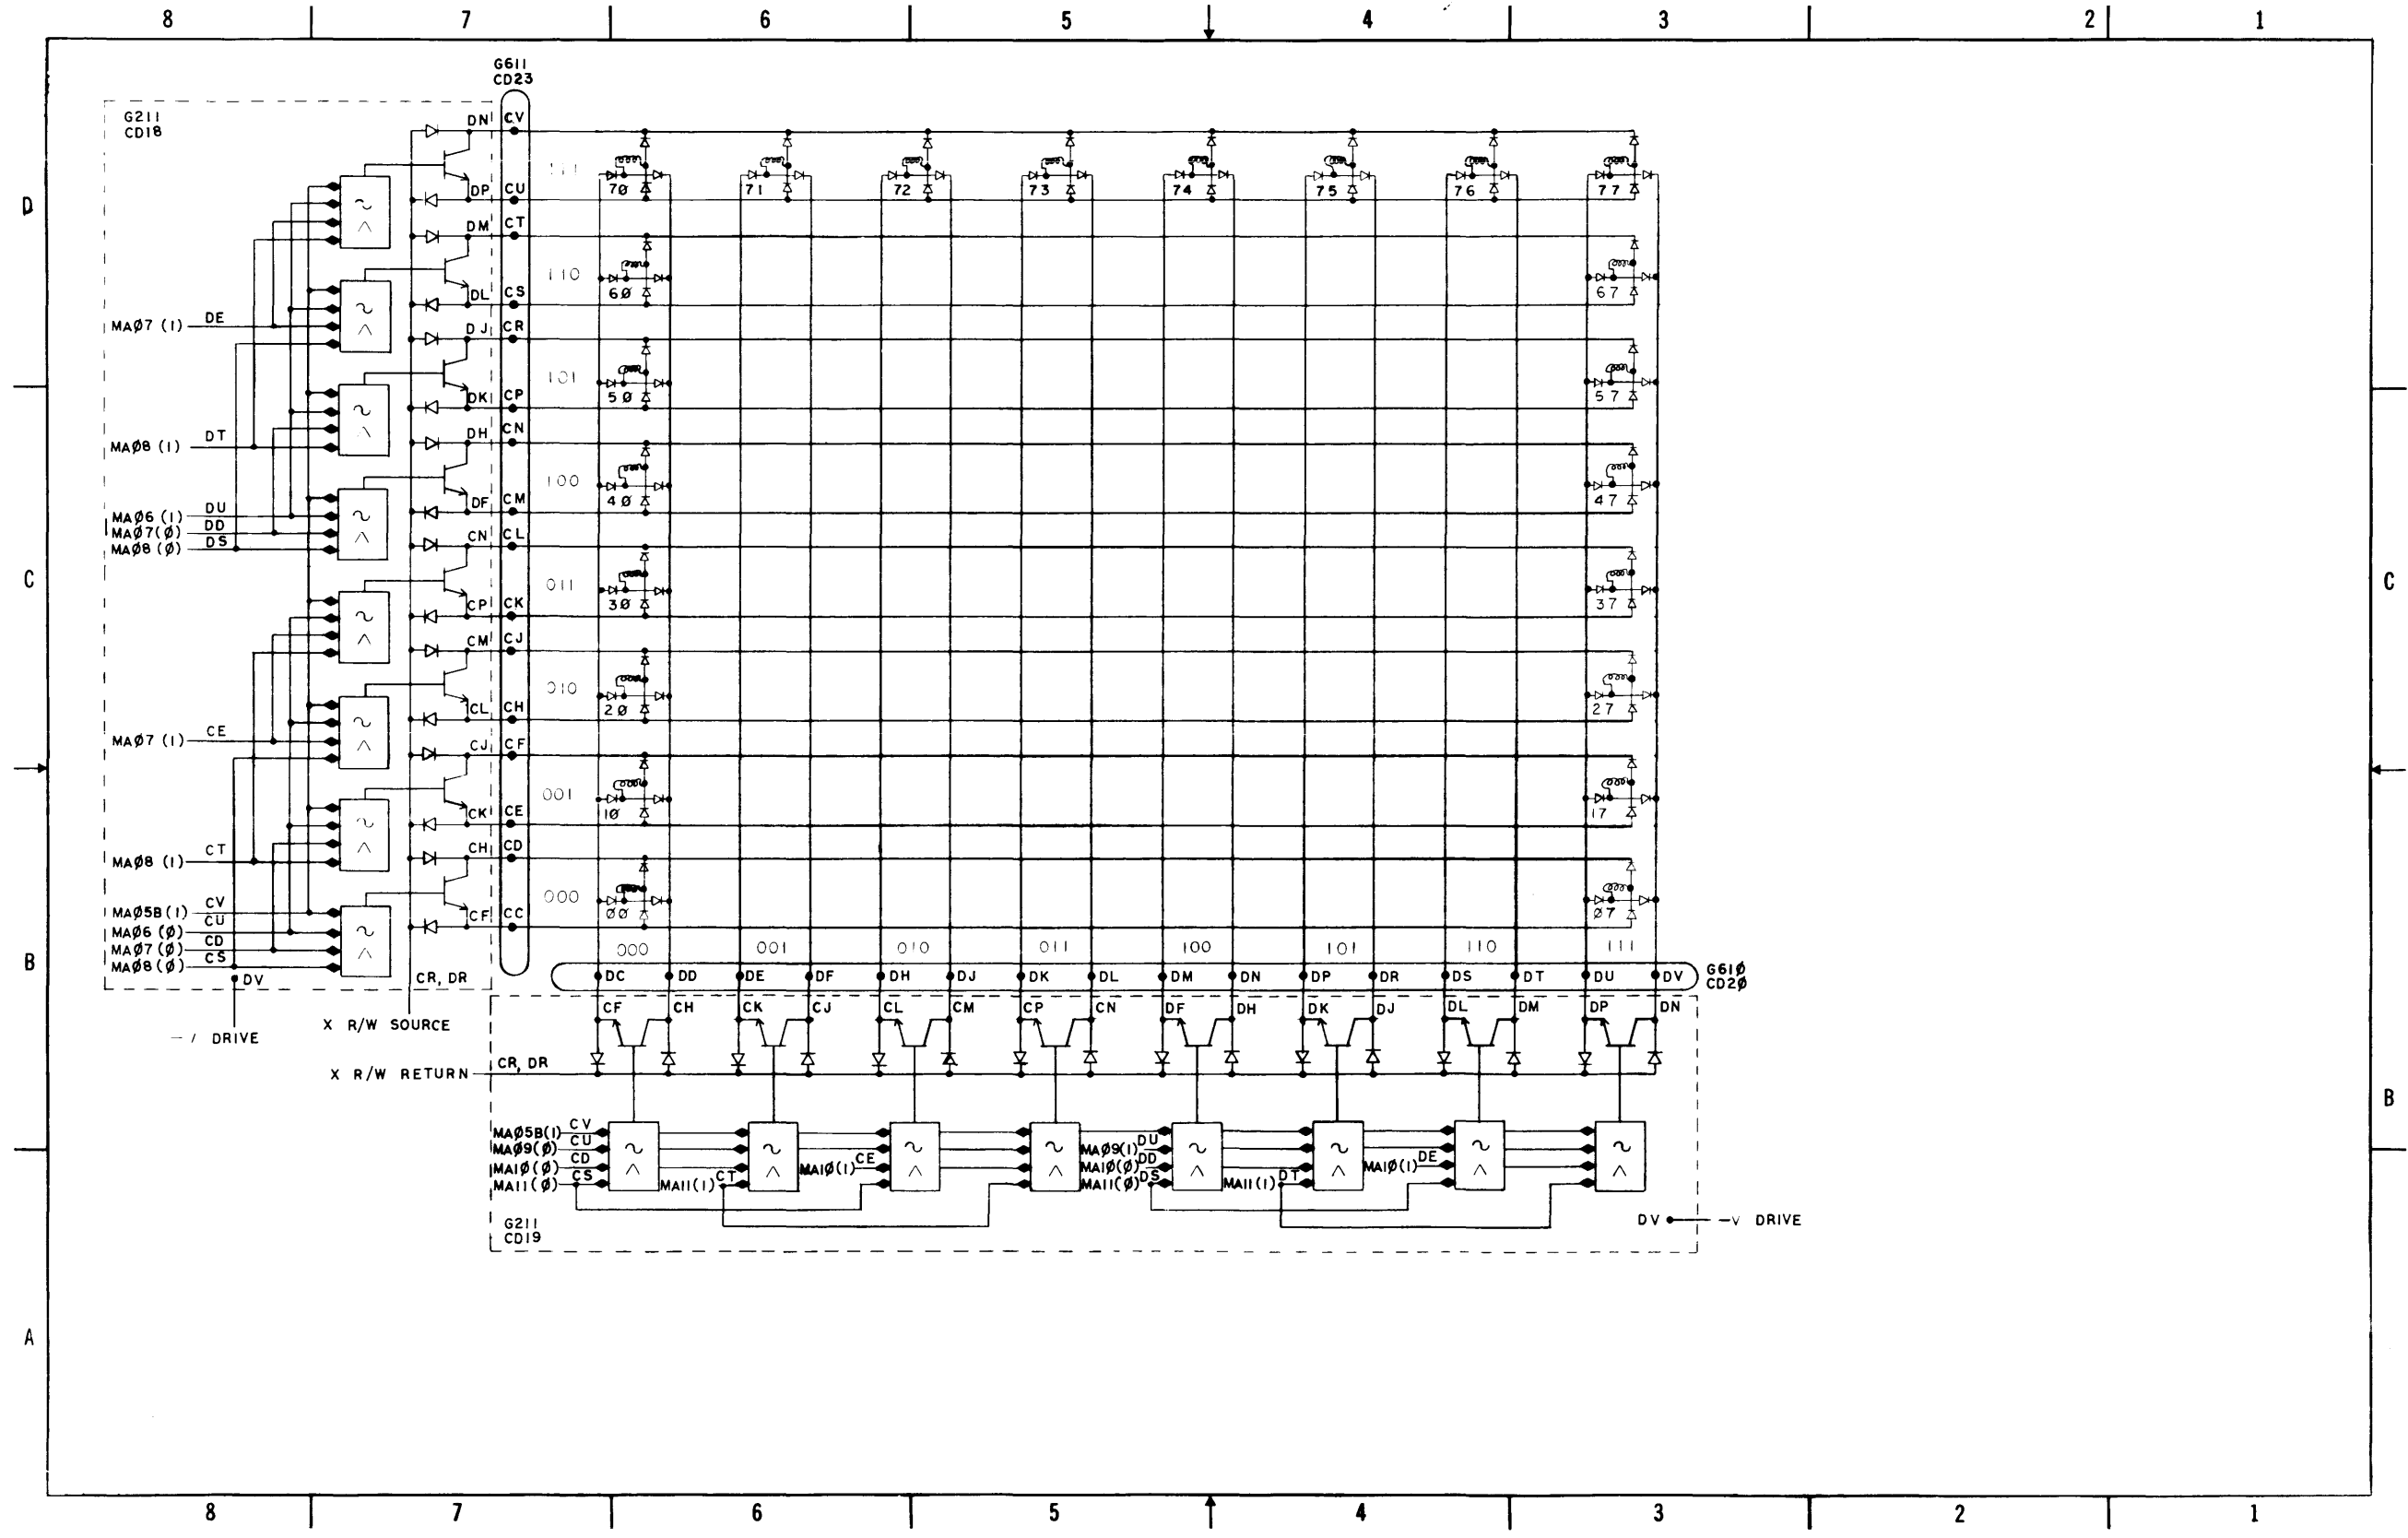 8 7 6 5 4 3 2 1
G611
CD23
G211
CD18
DN CV
111
70 71 72 73 74 75 76 77
DP CU
D
DM CT
110
60 67
DL CS
MAØ7 (1) DE
DJ CR
101
5Ø 57
DK CP
MAØ8 (1) DT
DH CN
100
4Ø 47
DF CM
MAØ6 (1) DU
MAØ7(Ø) DD
MAØ8 (Ø) DS
CN CL
C C
011
3Ø 37
CP CK
CM CJ
010
2Ø 27
CL CH
MAØ7 (1) CE
CJ CF
001
1Ø 17
CK CE
MAØ8 (1) CT
CH CD
000
ØØ Ø7
CF CC
MAØ5B(1) CV
MAØ6 (Ø) CU
MAØ7 (Ø) CD
MAØ8(Ø) CS
B
000 001 010 011 100 101 110 111
DV CR, DR
DC DD DE DF DH DJ DK DL DM DN DP DR DS DT DU DV
G61Ø
CD2Ø
CF CH CK CJ CL CM CP CN DF DH DK DJ DL DM DP DN
X R/W SOURCE
DRIVE
X R/W RETURN CR, DR
B
MAØ5B(1) CV
MAØ9(Ø) CU
MA1Ø(Ø) CD
MA11(Ø) CS
MA11(1) CT
MA1Ø(1) CE
MAØ9(1) DU
MA1Ø(Ø) DD
MA11(Ø) DS
MA11(1) DT
MA1Ø(1) DE
G211
CD19
DV -V DRIVE
A
8 7 6 5 4 3 2 1